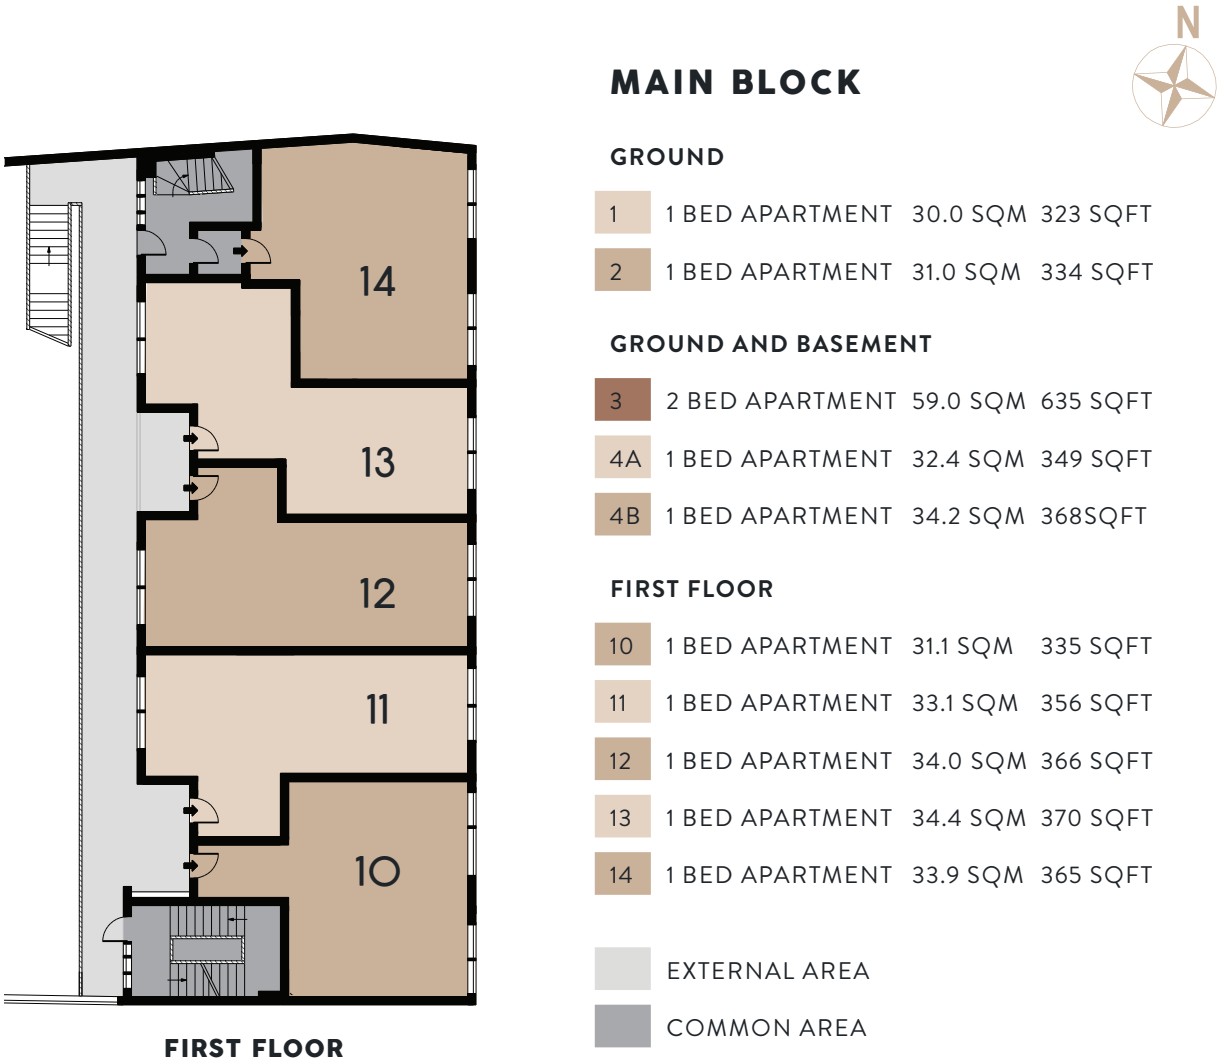 N
MAIN BLOCK
GROUND
1 1 BED APARTMENT 30.0 SQM 323 SQFT
2 1 BED APARTMENT 31.0 SQM 334 SQFT
GROUND AND BASEMENT
3 2 BED APARTMENT 59.0 SQM 635 SQFT
4A 1 BED APARTMENT 32.4 SQM 349 SQFT
4B 1 BED APARTMENT 34.2 SQM 368SQFT
FIRST FLOOR
10 1 BED APARTMENT 31.1 SQM 335 SQFT
11 1 BED APARTMENT 33.1 SQM 356 SQFT
12 1 BED APARTMENT 34.0 SQM 366 SQFT
13 1 BED APARTMENT 34.4 SQM 370 SQFT
14 1 BED APARTMENT 33.9 SQM 365 SQFT
EXTERNAL AREA
COMMON AREA
14
13
12
11
10
FIRST FLOOR